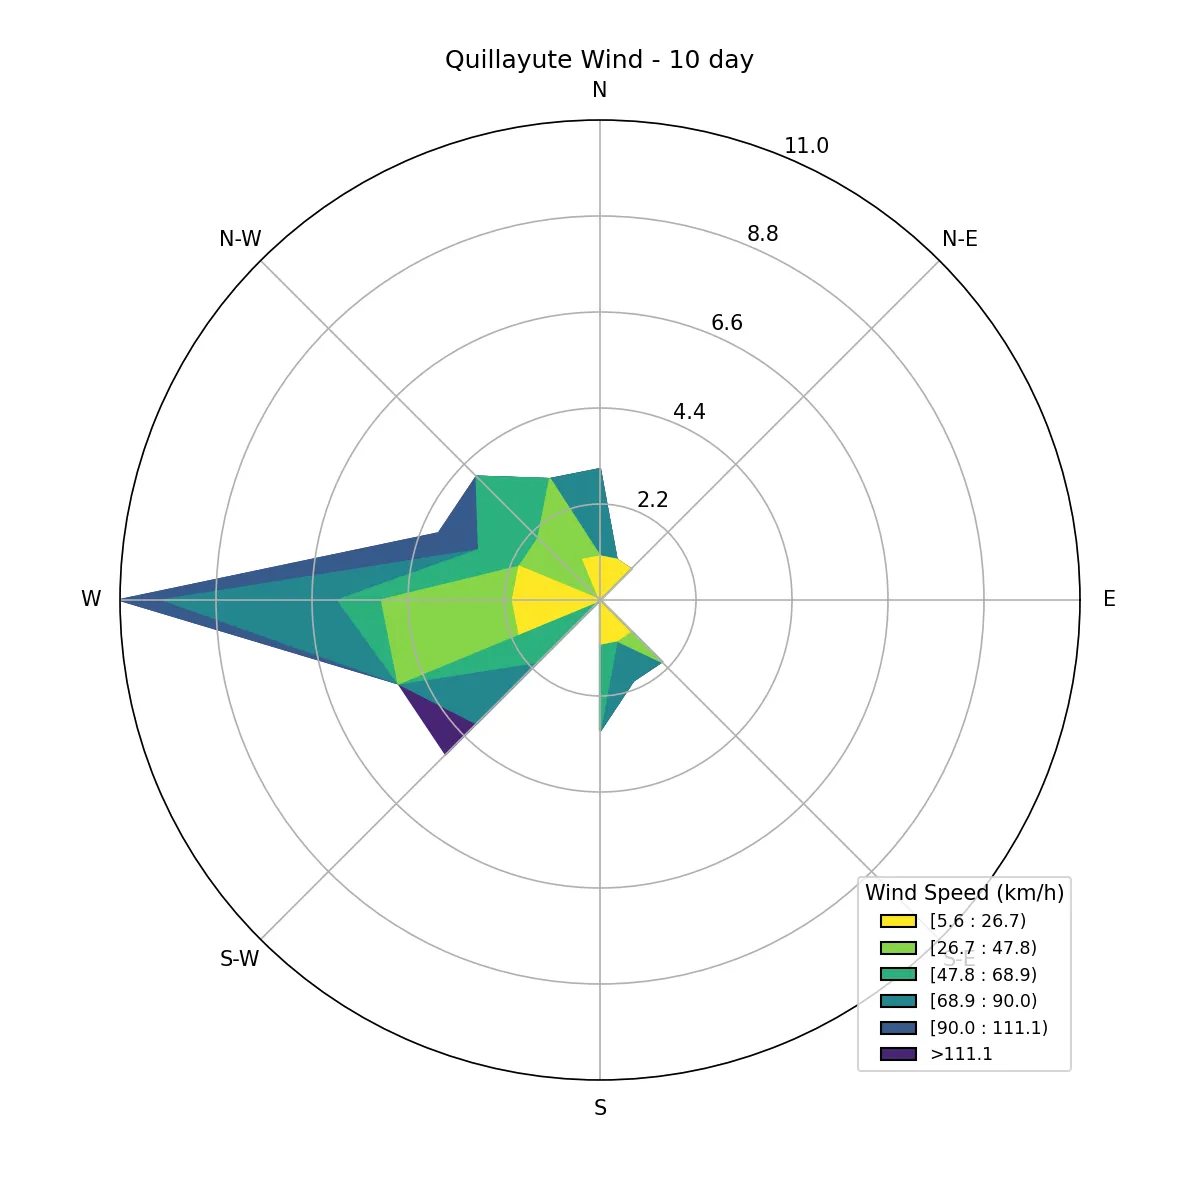 Quillayute Wind - 10 day
N
11.0
8.8
N-W
N-E
6.6
4.4
2.2
W
E
Wind Speed (km/h)
[5.6 : 26.7)
[26.7 : 47.8)
S-W
S-E
[47.8 : 68.9)
[68.9 : 90.0)
[90.0 : 111.1)
>111.1
S